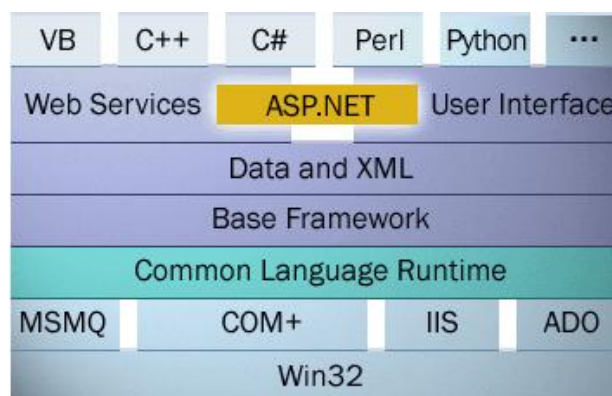 VB C++ C# Perl Python ...
Web Services ASP.NET User Interface
Data and XML
Base Framework
Common Language Runtime
MSMQ COM+ IIS ADO
Win32